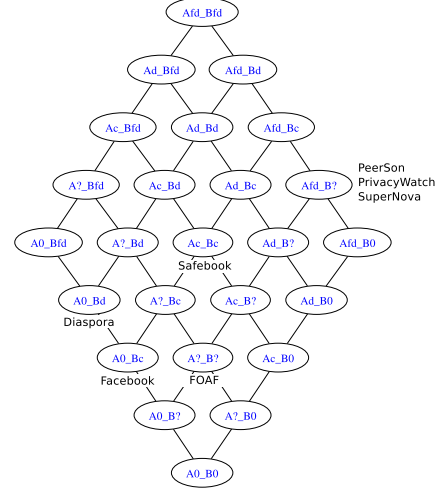 Afd_Bfd
Ad_Bfd Afd_Bd
Ac_Bfd Ad_Bd Afd_Bc
A?_Bfd Ac_Bd Ad_Bc Afd_B?
PeerSon
PrivacyWatch
SuperNova
A0_Bfd A?_Bd Ac_Bc Ad_B? Afd_B0
Safebook
A0_Bd A?_Bc Ac_B? Ad_B0
Diaspora
A0_Bc A?_B? Ac_B0
Facebook FOAF
A0_B? A?_B0
A0_B0